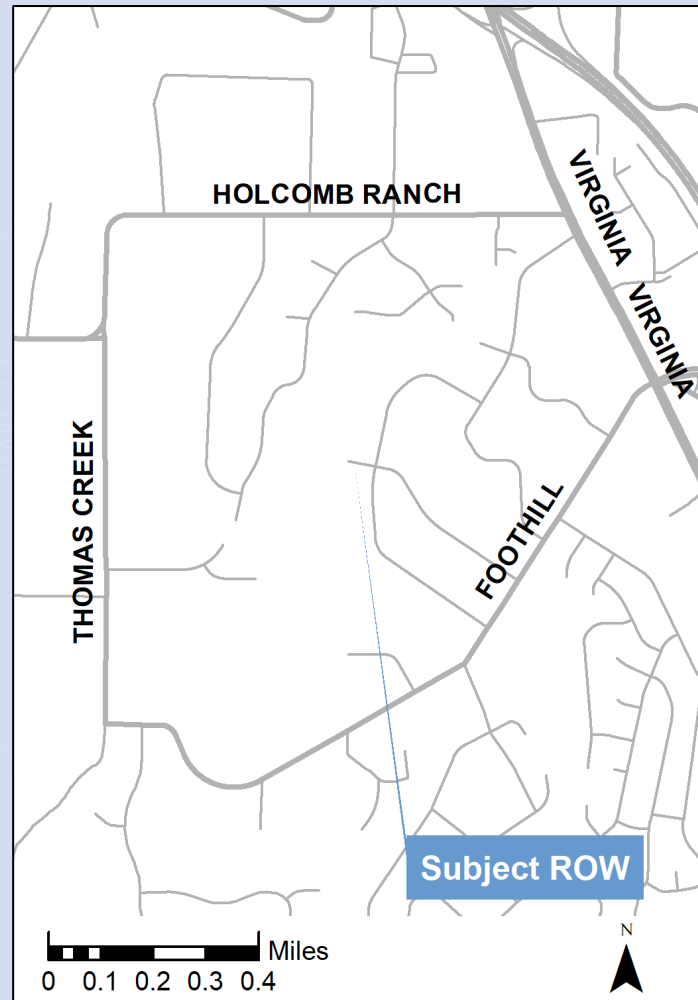 HOLCOMB RANCH
VIRGINIA
VIRGINIA
THOMAS CREEK
FOOTHILL
Subject ROW
Miles
0 0.1 0.2 0.3 0.4
N